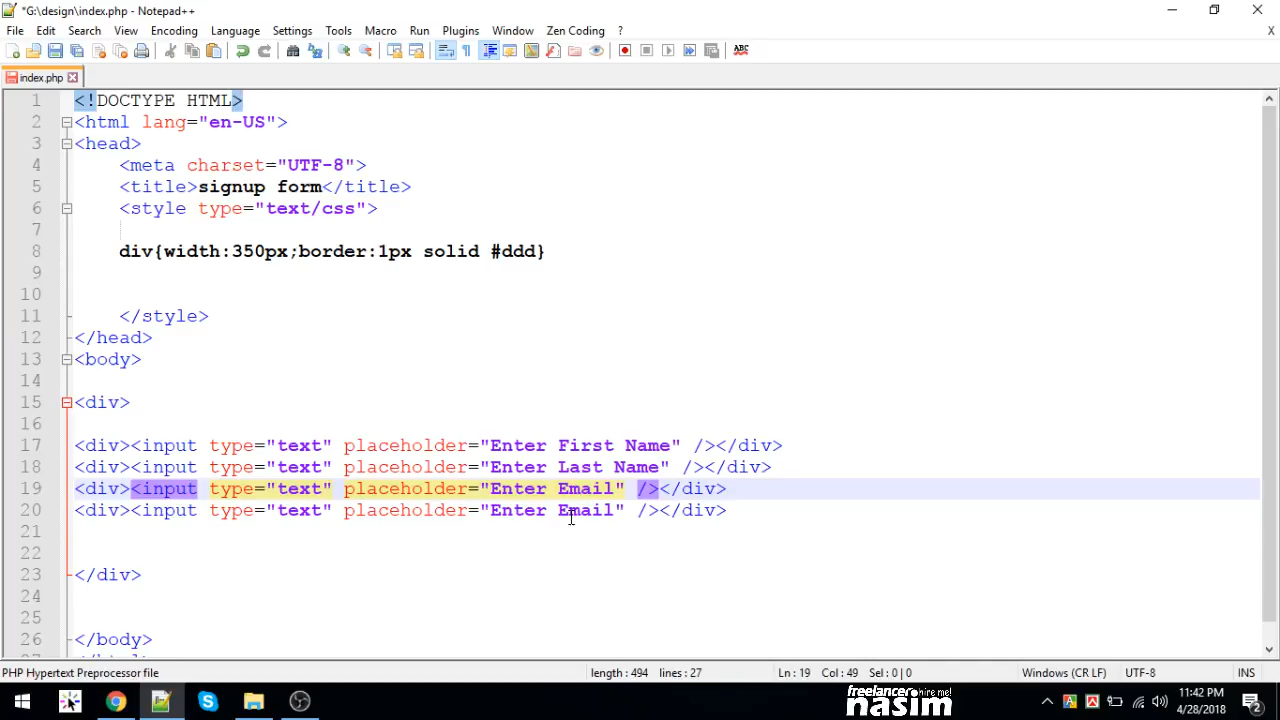 *G:\design\index.php - Notepad++
File Edit Search View Encoding Language Settings Tools Macro Run Plugins Window Zen Coding ? X
ABC
index.php
1 <!DOCTYPE HTML>
2 <html lang="en-US">
3 <head>
4 <meta charset="UTF-8">
5 <title>signup form</title>
6 <style type="text/css">
7
8 div{width:350px;border:1px solid #ddd}
9
10
11 </style>
12 </head>
13 <body>
14
15 <div>
16
17 <div><input type="text" placeholder="Enter First Name" /></div>
18 <div><input type="text" placeholder="Enter Last Name" /></div>
19 <div><input type="text" placeholder="Enter Email" /></div>
20 <div><input type="text" placeholder="Enter Email" /></div>
21
22
23 </div>
24
25
26 </body>
PHP Hypertext Preprocessor file length : 494 lines : 27 Ln : 19 Col : 49 Sel : 0 | 0 Windows (CR LF) UTF-8 INS
freelancer hire me!
nasim
11:42 PM
4/28/2018
2